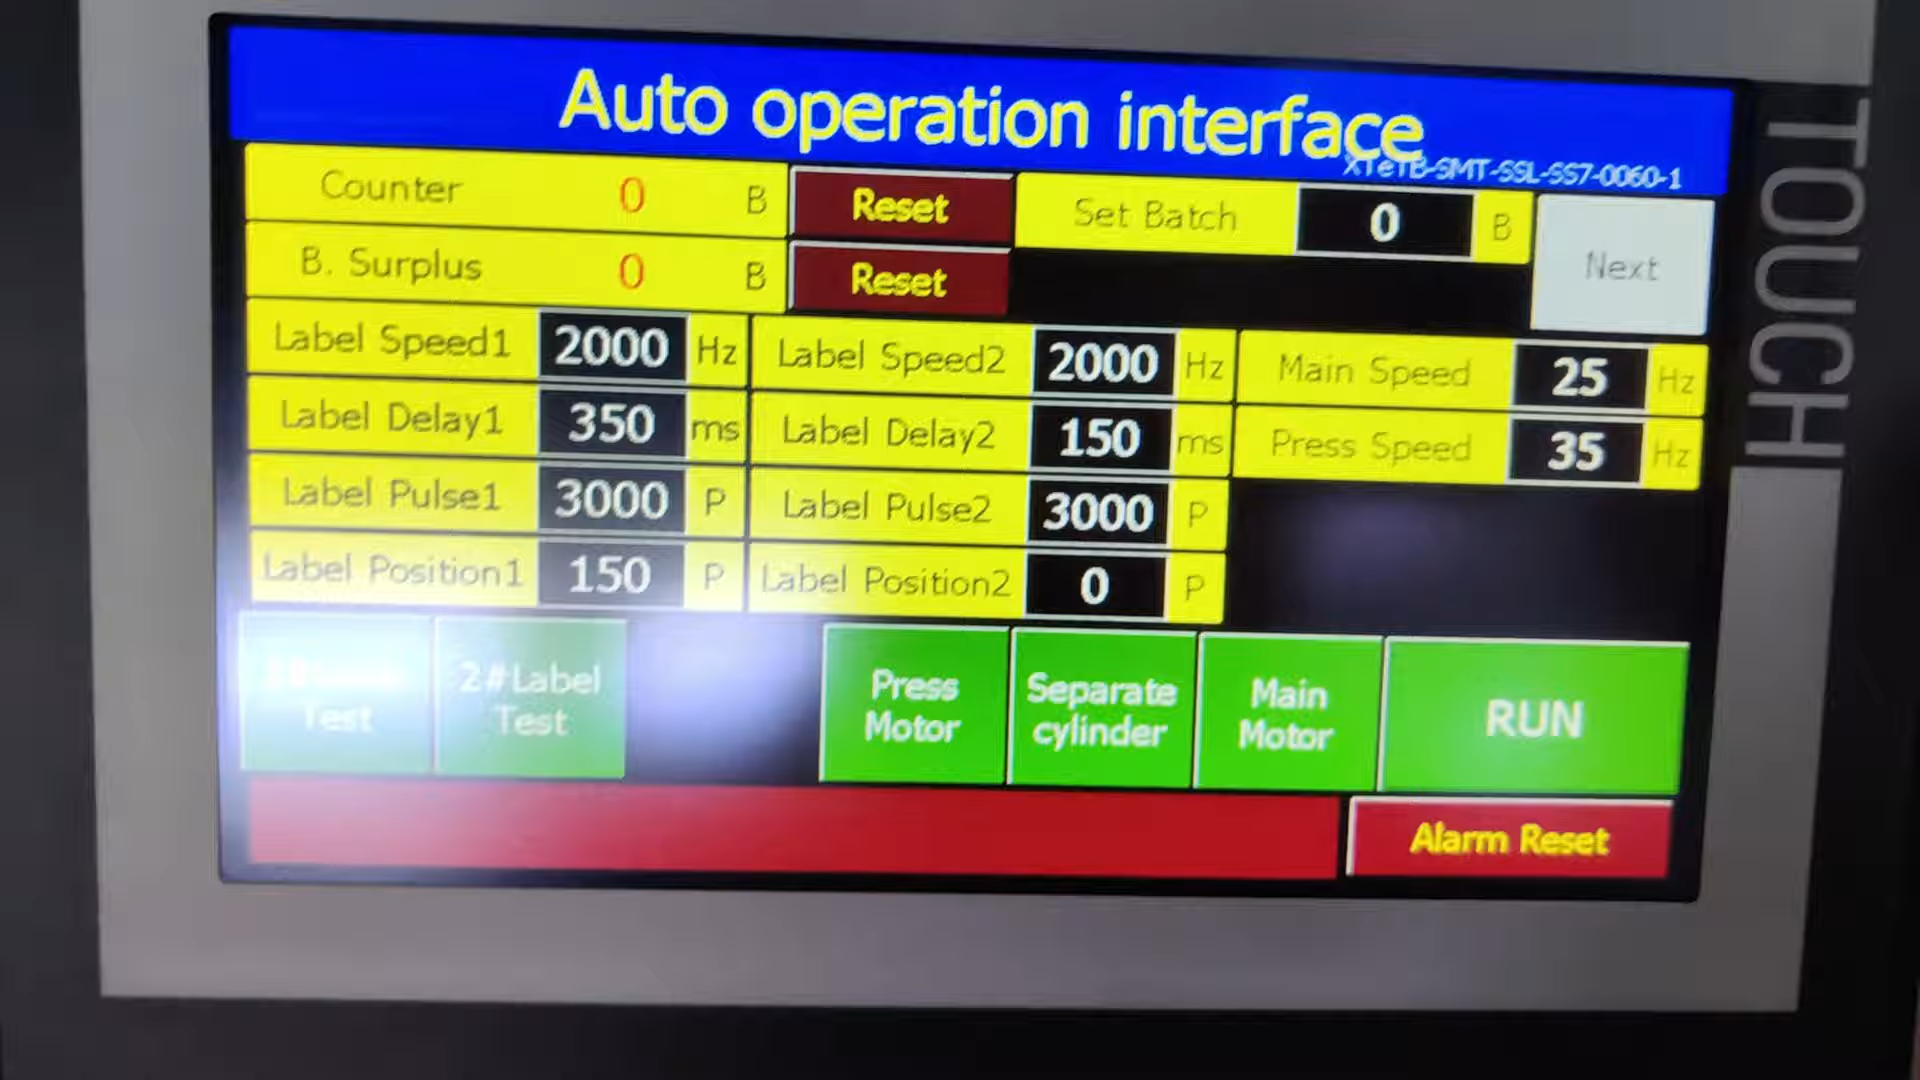 Auto operation interface
XTeTB-SMT-SSL-SS7-0060-1
TOUCH
Counter 0 B Reset Set Batch 0 B Next
B. Surplus 0 B Reset
Label Speed1 2000 Hz Label Speed2 2000 Hz Main Speed 25 Hz
Label Delay1 350 ms Label Delay2 150 ms Press Speed 35 Hz
Label Pulse1 3000 P Label Pulse2 3000 P
Label Position1 150 P Label Position2 0 P
Test
2#Label
Test
Press
Motor
Separate
cylinder
Main
Motor
RUN
Alarm Reset